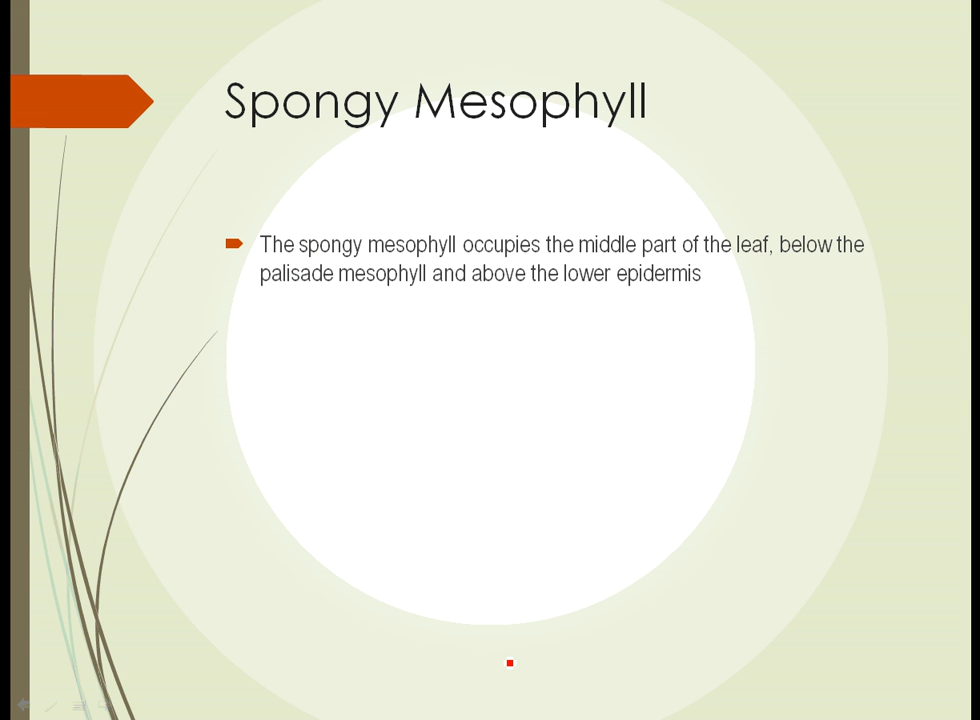 Spongy Mesophyll
The spongy mesophyll occupies the middle part of the leaf, below the
palisade mesophyll and above the lower epidermis